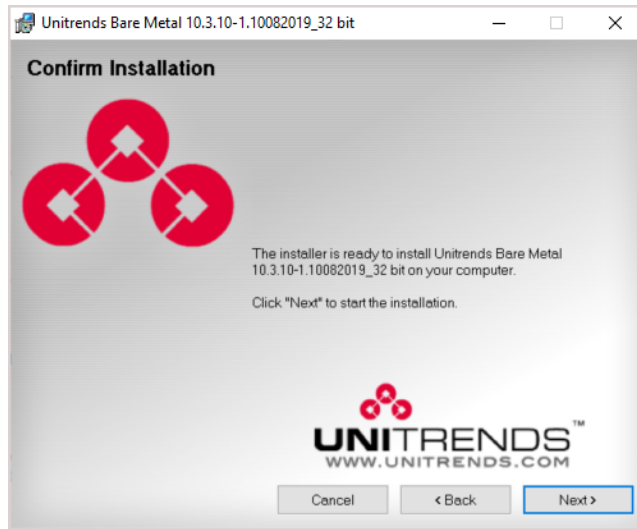 Unitrends Bare Metal 10.3.10-1.10082019_32 bit
Confirm Installation
The installer is ready to install Unitrends Bare Metal
10.3.10-1.10082019_32 bit on your computer.
Click "Next" to start the installation.
UNITRENDS™
WWW.UNITRENDS.COM
Cancel
< Back
Next >